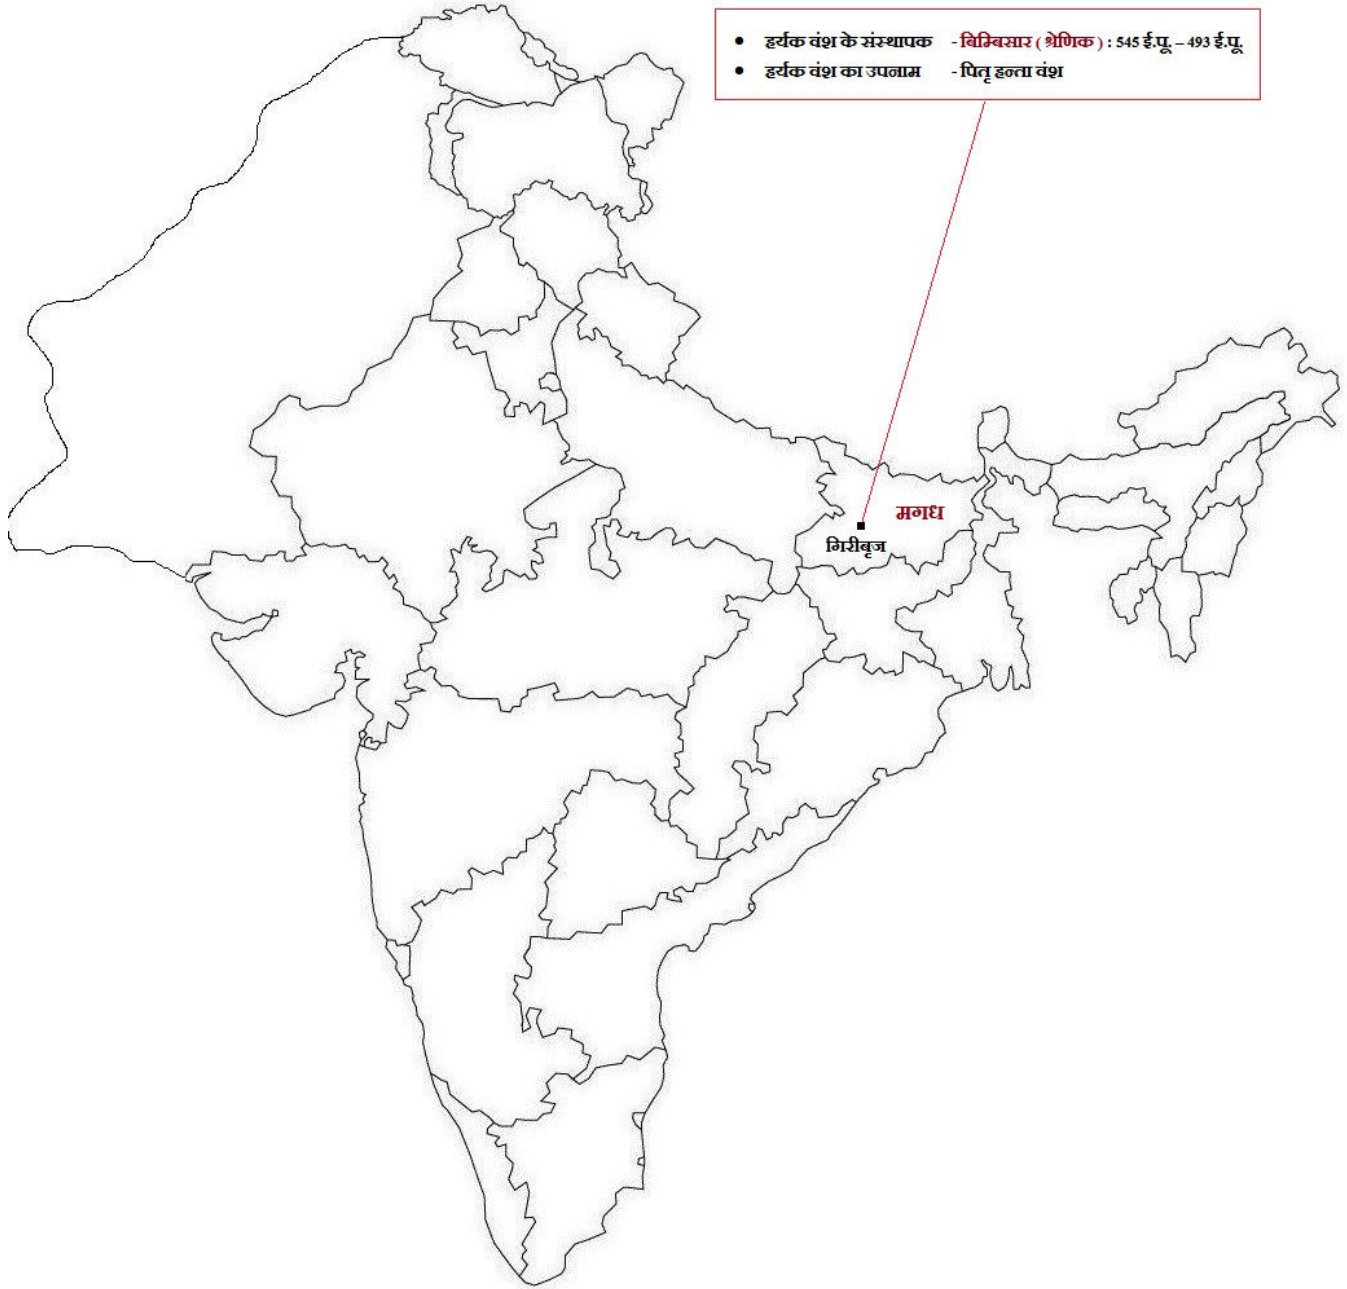 • हर्यक वंश के संस्थापक - बिम्बिसार ( श्रेणिक ) : 545 ई.पू. – 493 ई.पू.
• हर्यक वंश का उपनाम - पितृ हन्ता वंश
मगध
गिरीबृज